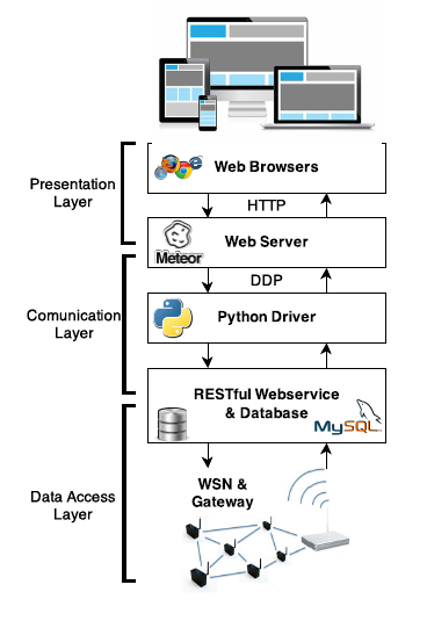 Web Browsers
Presentation
Layer
HTTP
Web Server
Meteor
DDP
Comunication
Layer
Python Driver
RESTful Webservice
& Database
MySQL
WSN &
Gateway
Data Access
Layer